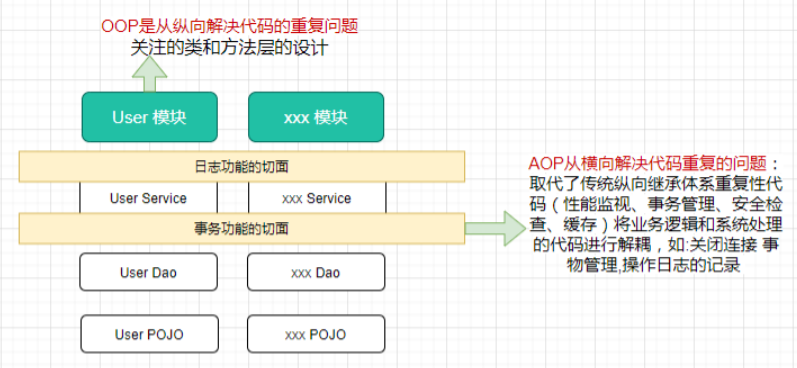 OOP是从纵向解决代码的重复问题
关注的类和方法层的设计
User 模块
xxx 模块
日志功能的切面
User Service
xxx Service
事务功能的切面
User Dao
xxx Dao
User POJO
xxx POJO
AOP从横向解决代码重复的问题：
取代了传统纵向继承体系重复性代
码（性能监视、事务管理、安全检
查、缓存）将业务逻辑和系统处理
的代码进行解耦，如:关闭连接 事
物管理,操作日志的记录